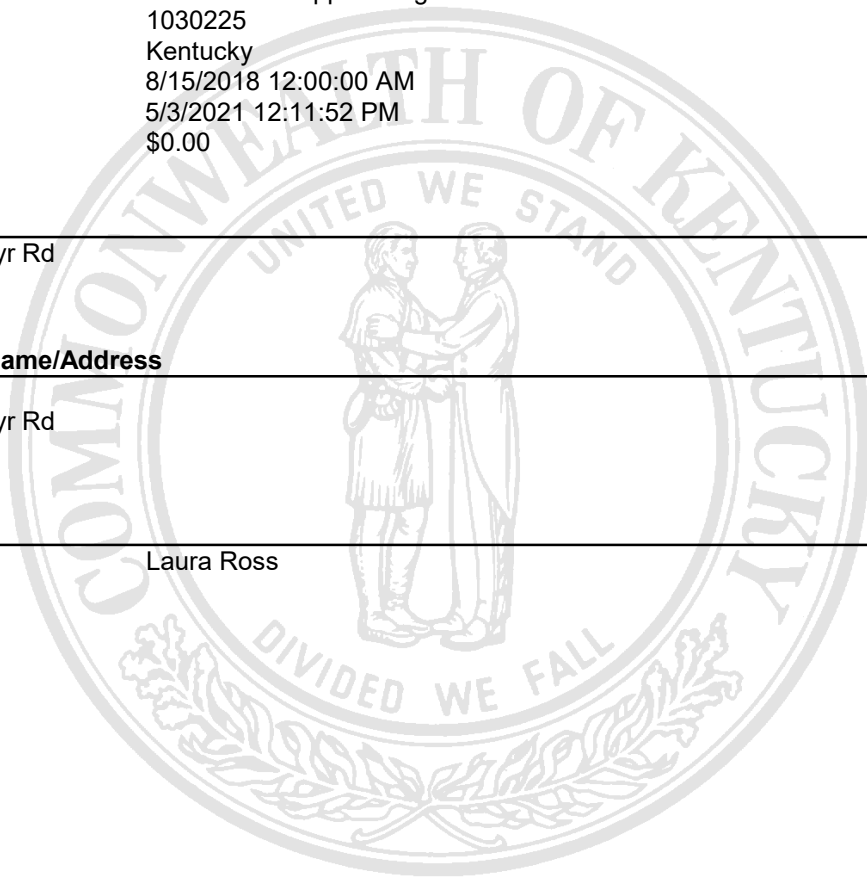 1030225
Kentucky
8/15/2018 12:00:00 AM
5/3/2021 12:11:52 PM
$0.00
COMMONWEALTH OF KENTUCKY
UNITED WE STAND
yr Rd
ame/Address
yr Rd
Laura Ross
DIVIDED WE FALL